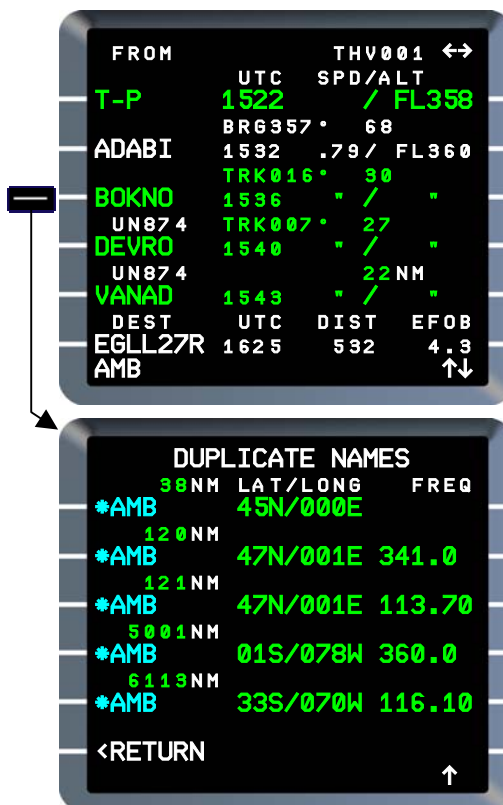 FROM THV001 ←→
UTC SPD/ALT
T-P 1522 / FL358
BRG357° 68
ADABI 1532 .79/ FL360
TRK016° 30
BOKNO 1536 " / "
UN874 TRK007° 27
DEVRO 1540 " / "
UN874 22NM
VANAD 1543 " / "
DEST UTC DIST EFOB
EGLL27R 1625 532 4.3
AMB ↑↓
DUPLICATE NAMES
38NM LAT/LONG FREQ
*AMB 45N/000E
120NM
*AMB 47N/001E 341.0
121NM
*AMB 47N/001E 113.70
5001NM
*AMB 01S/078W 360.0
6113NM
*AMB 33S/070W 116.10
<RETURN
↑